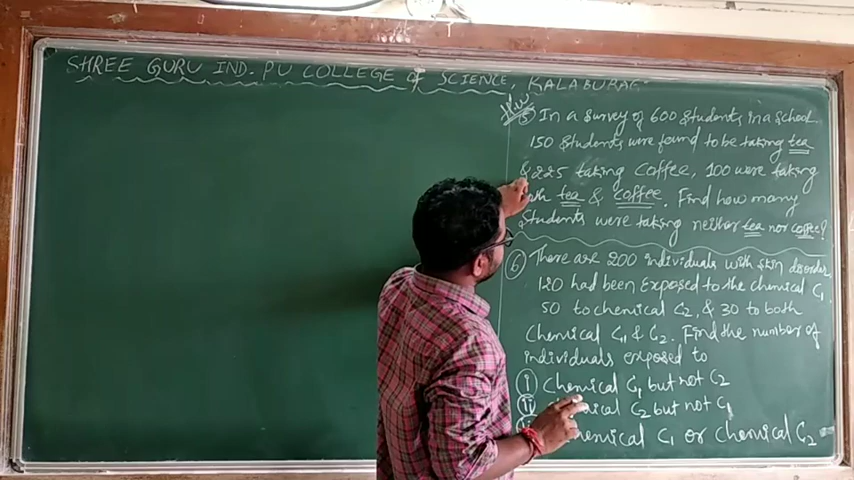 SHREE GURU IND. PU COLLEGE OF SCIENCE, KALABURAG
H.W
5 In a survey of 600 students in a school.
150 students were found to be taking tea
& 225 taking Coffee, 100 were taking
tea & coffee. Find how many
students were taking neither tea nor coffee?
6 There are 200 individuals with skin disorder,
120 had been exposed to the chemical C1
50 to chemical C2, & 30 to both
Chemical C1 & C2. Find the number of
individuals exposed to
i Chemical C1 but not C2
ii C2 but not C1
C1 or chemical C2